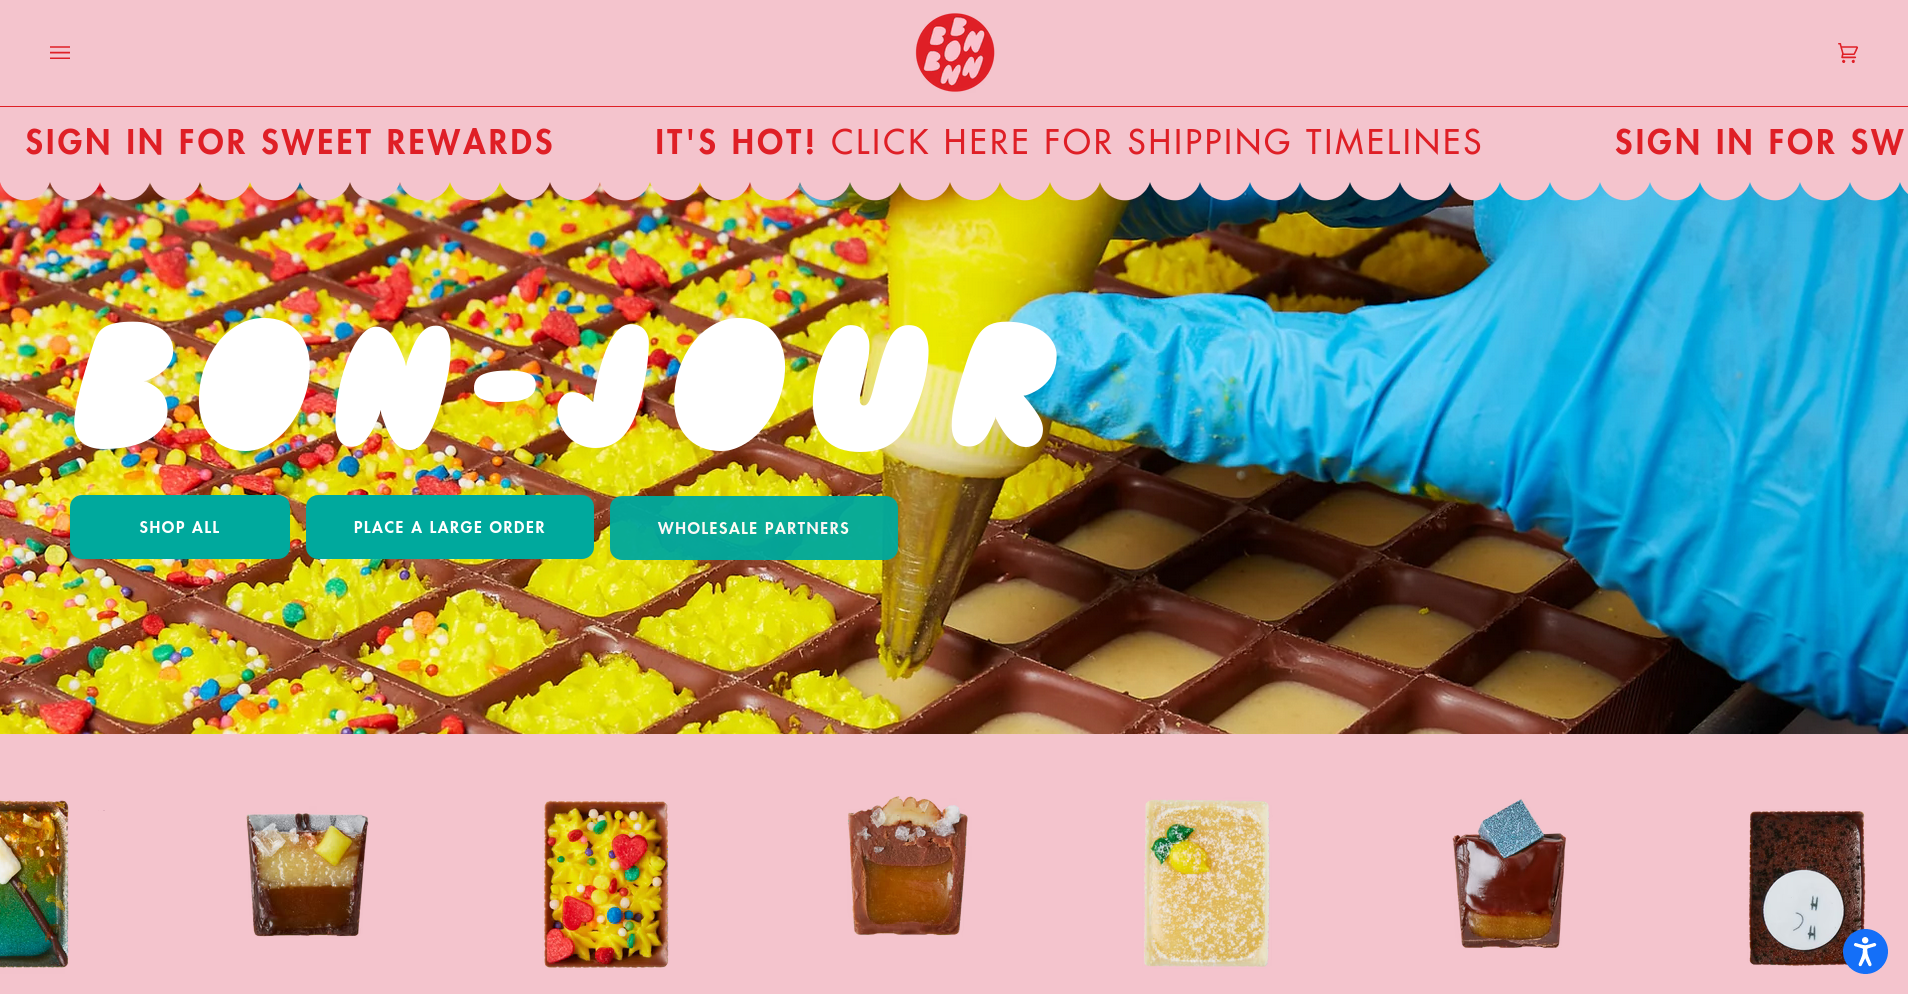 BON
BON
BON
SIGN IN FOR SWEET REWARDS IT'S HOT! CLICK HERE FOR SHIPPING TIMELINES SIGN IN FOR SW
BON-JOUR
SHOP ALL PLACE A LARGE ORDER WHOLESALE PARTNERS